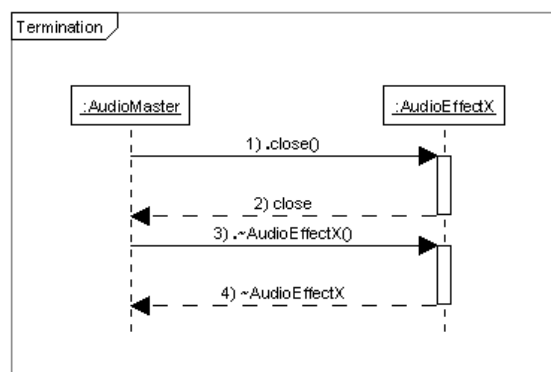 Termination
:AudioMaster
:AudioEffectX
1) .close()
2) close
3) .~AudioEffectX()
4) ~AudioEffectX